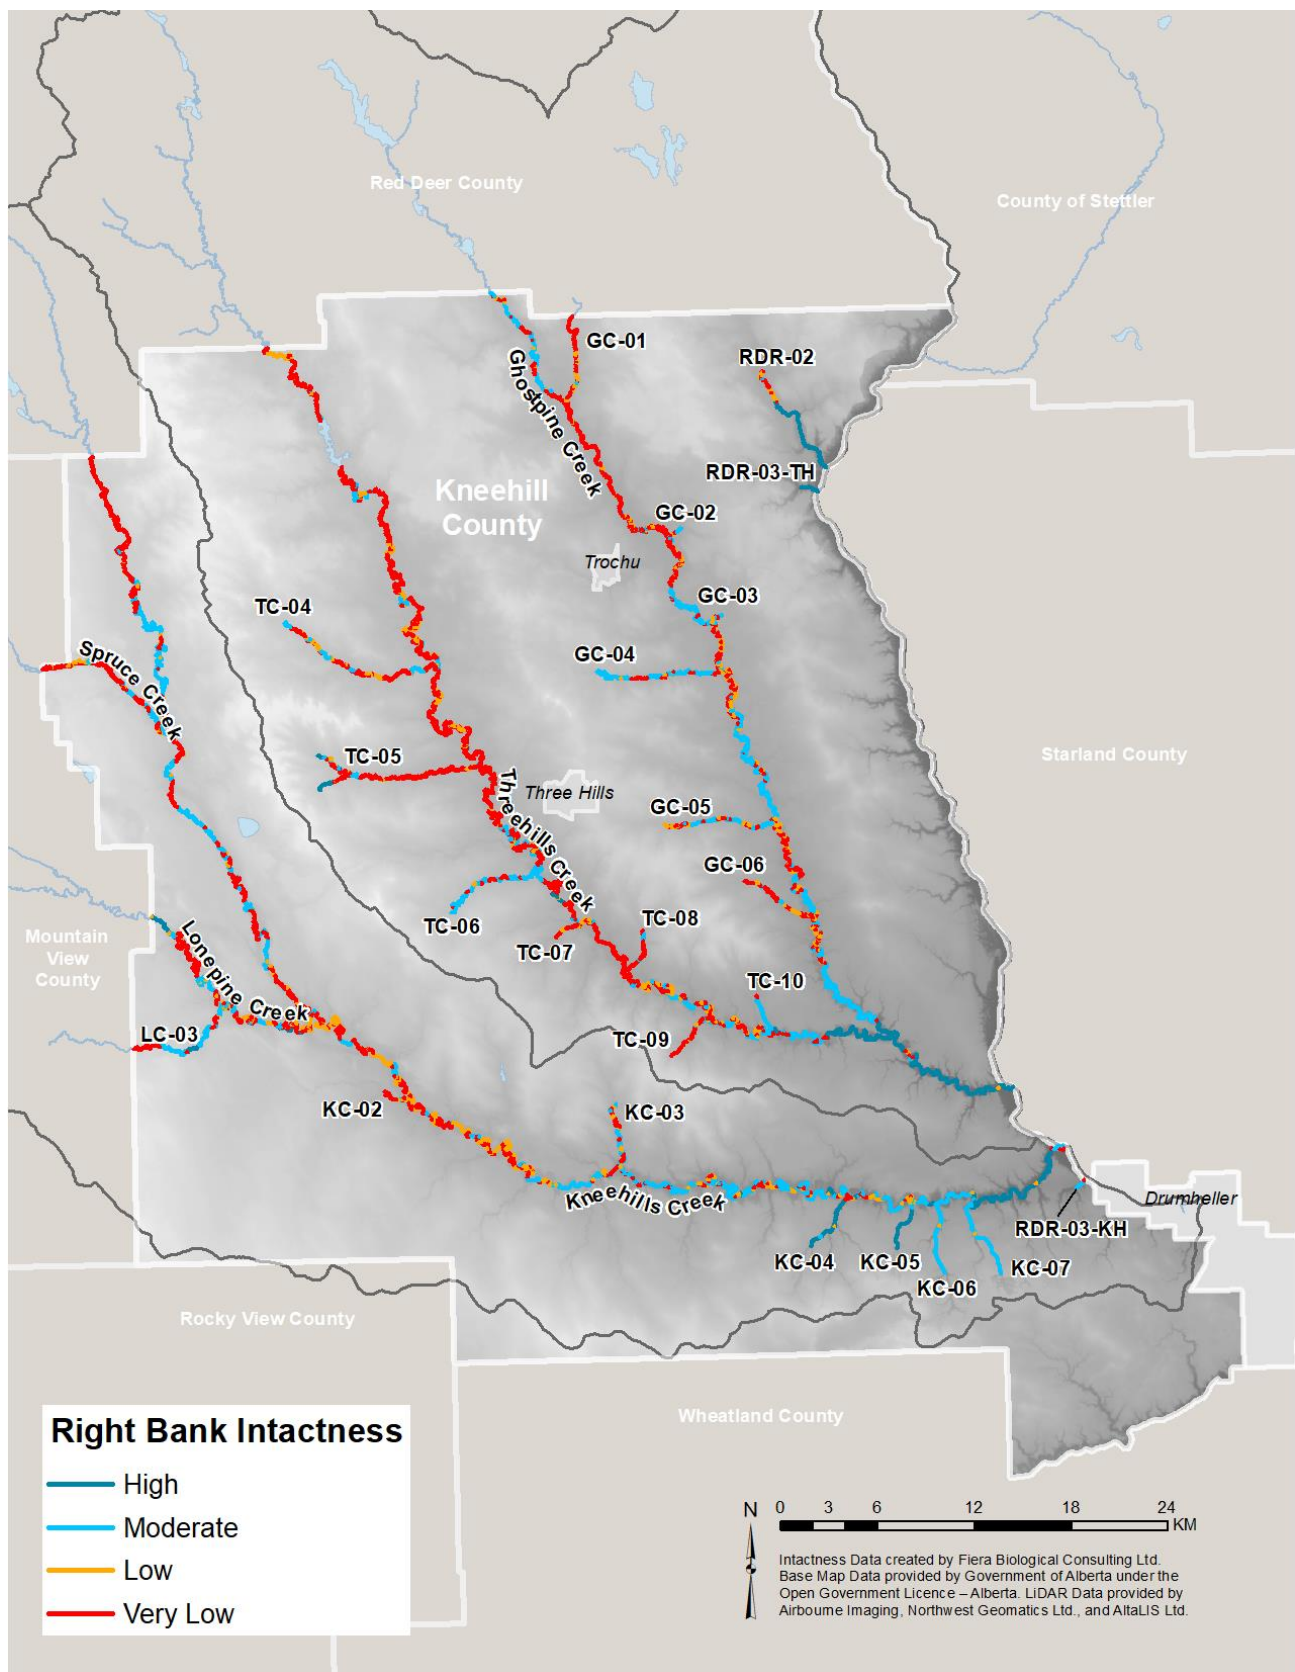 Red Deer County
County of Stettler
GC-01
RDR-02
Ghostpine Creek
RDR-03-TH
Kneehill
County
GC-02
Trochu
GC-03
TC-04
GC-04
Spruce Creek
TC-05
Starland County
Threehills Creek
Three Hills
GC-05
GC-06
TC-06
TC-08
TC-07
Mountain
View
County
Lonepine Creek
TC-10
LC-03
TC-09
KC-02
KC-03
Kneehills Creek
Drumheller
RDR-03-KH
KC-04
KC-05
KC-06
KC-07
Rocky View County
Wheatland County
Right Bank Intactness
High
Moderate
Low
Very Low
N
0 3 6 12 18 24
KM
Intactness Data created by Fiera Biological Consulting Ltd.
Base Map Data provided by Government of Alberta under the
Open Government Licence – Alberta. LiDAR Data provided by
Airbourne Imaging, Northwest Geomatics Ltd., and AltaLIS Ltd.